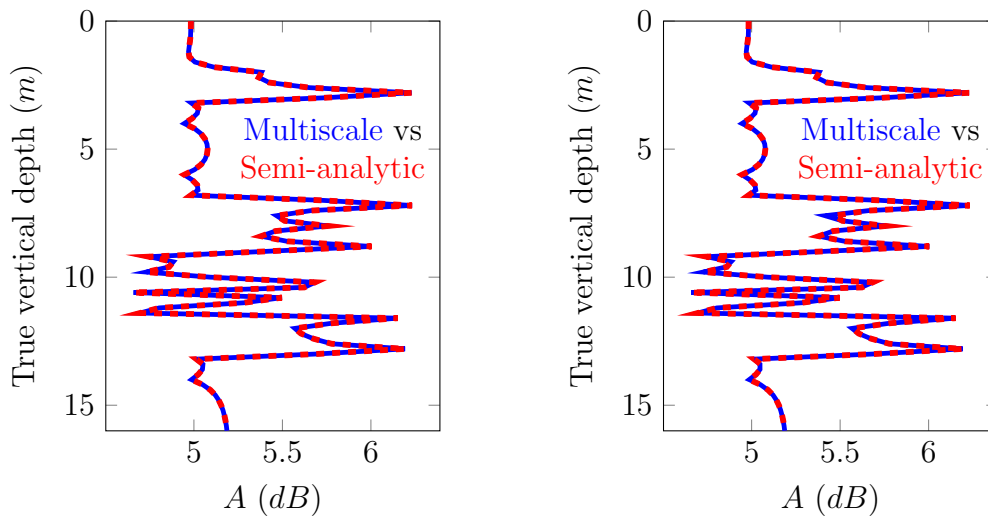 0
5
10
15
True vertical depth (m)
Multiscale vs
Semi-analytic
5
5.5
6
A (dB)
0
5
10
15
True vertical depth (m)
Multiscale vs
Semi-analytic
5
5.5
6
A (dB)